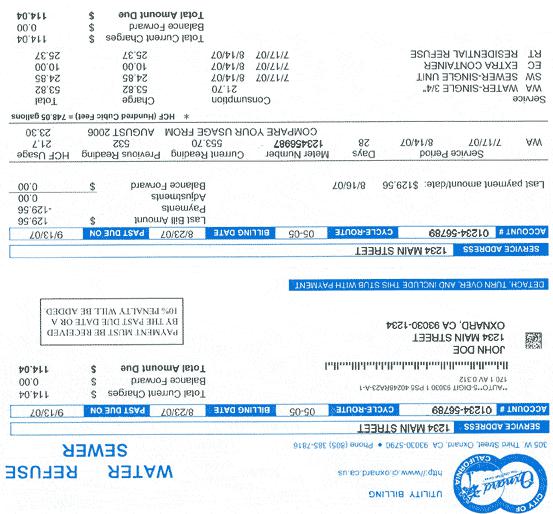 CITY OF
Oxnard
CALIFORNIA
UTILITY BILLING
http://www.ci.oxnard.ca.us
305 W. Third Street, Oxnard, CA 93030-5790 • Phone (805) 385-7816
WATER REFUSE
SEWER
SERVICE ADDRESS 1234 MAIN STREET
ACCOUNT # 01234-56789 CYCLE-ROUTE 05-05 BILLING DATE 8/23/07 PAST DUE ON 9/13/07
Total Current Charges $ 114.04
Balance Forward 0.00
Total Amount Due $ 114.04
**AUTO**5-DIGIT 93030 1 PS5 4024BRA23-A-1
170 1 AV 0.312
JOHN DOE
1234 MAIN STREET
OXNARD, CA 93030-1234
PAYMENT MUST BE RECEIVED
BY THE PAST DUE DATE OR A
10% PENALTY WILL BE ADDED
DETACH, TURN OVER, AND INCLUDE THIS STUB WITH PAYMENT
SERVICE ADDRESS 1234 MAIN STREET
ACCOUNT # 01234-56789 CYCLE-ROUTE 05-05 BILLING DATE 8/23/07 PAST DUE ON 9/13/07
Last Bill Amount $ 129.56
Payments -129.56
Adjustments 0.00
Last payment amount/date: $129.56 8/16/07 Balance Forward $ 0.00
Service Period Days Meter Number Current Reading Previous Reading HCF Usage
WA 7/17/07 8/14/07 28 123456987 553.70 532 21.7
COMPARE YOUR USAGE FROM AUGUST 2006 23.30
* HCF (Hundred Cubic Feet) = 748.05 gallons
Service Consumption Charge Total
WA WATER-SINGLE 3/4" 21.70 53.82 53.82
SW SEWER-SINGLE UNIT 7/17/07 8/14/07 24.85 24.85
EC EXTRA CONTAINER 7/17/07 8/14/07 10.00 10.00
RT RESIDENTIAL REFUSE 7/17/07 8/14/07 25.37 25.37
Total Current Charges $ 114.04
Balance Forward $ 0.00
Total Amount Due $ 114.04